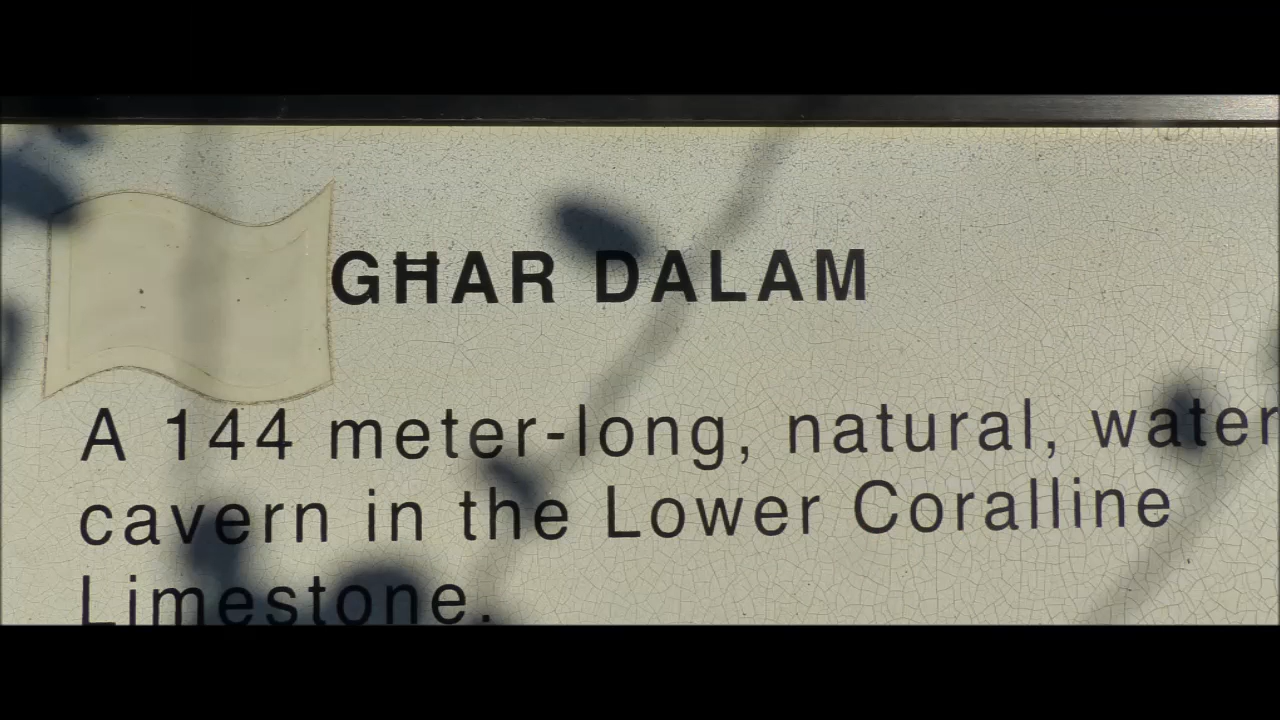 GĦAR DALAM
A 144 meter-long, natural, water
cavern in the Lower Coralline
Limestone.